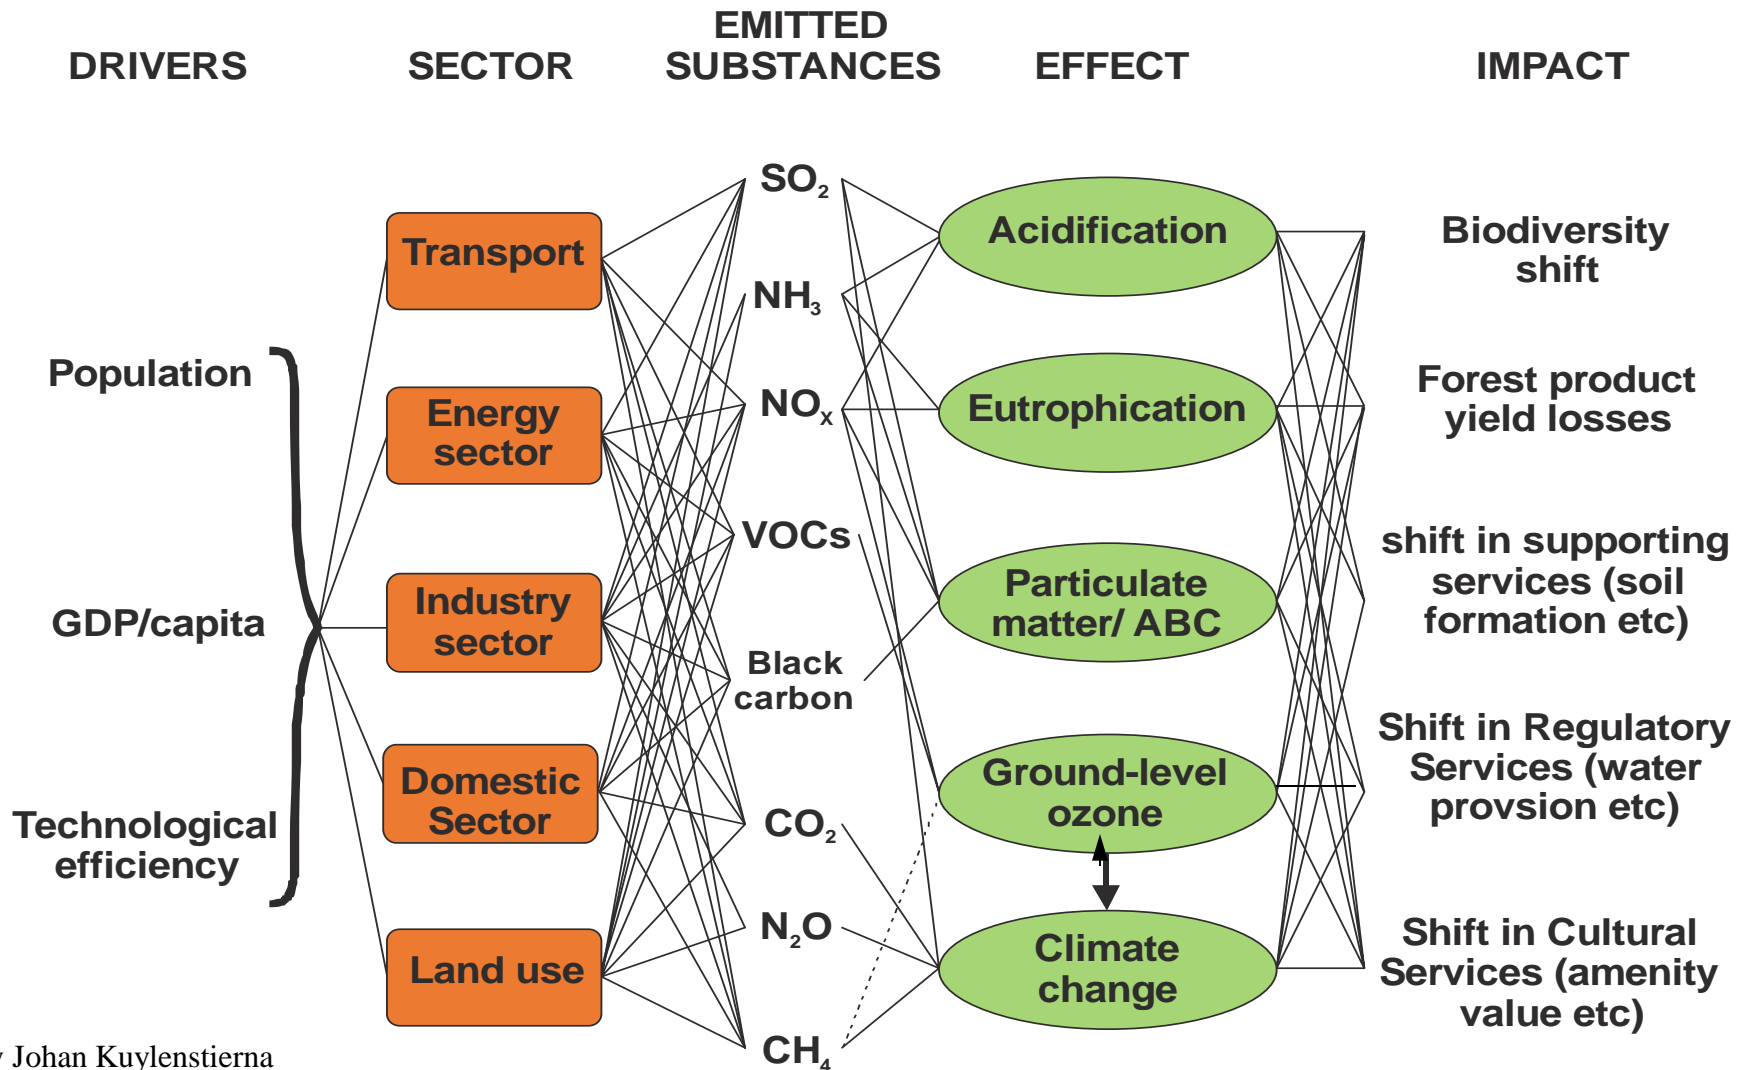 DRIVERS
SECTOR
EMITTED
SUBSTANCES
EFFECT
IMPACT
Population
GDP/capita
Technological
efficiency
Transport
Energy
sector
Industry
sector
Domestic
Sector
Land use
SO₂
NH₃
NOₓ
VOCs
Black
carbon
CO₂
N₂O
CH₄
Acidification
Eutrophication
Particulate
matter/ ABC
Ground-level
ozone
Climate
change
Biodiversity
shift
Forest product
yield losses
shift in supporting
services (soil
formation etc)
Shift in Regulatory
Services (water
provsion etc)
Shift in Cultural
Services (amenity
value etc)
Johan Kuylenstierna